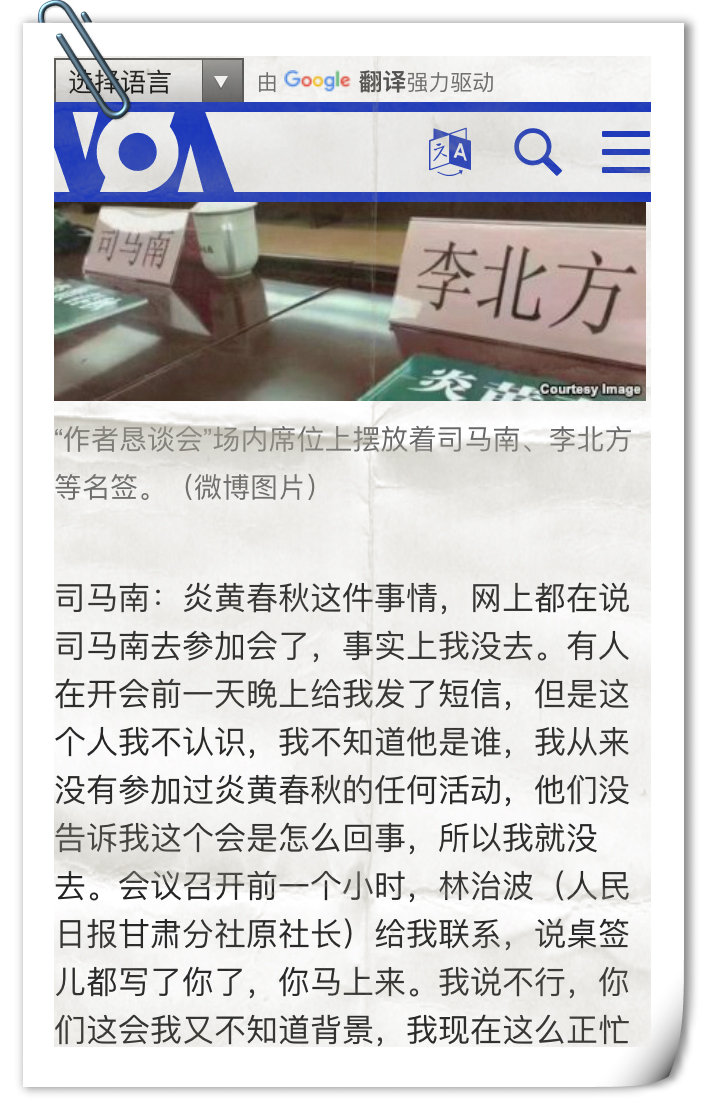 选择语言 由 Google 翻译强力驱动
VOA
司马南
李北方
炎黄
Courtesy Image
“作者恳谈会”场内席位上摆放着司马南、李北方
等名签。（微博图片）
司马南：炎黄春秋这件事情，网上都在说
司马南去参加会了，事实上我没去。有人
在开会前一天晚上给我发了短信，但是这
个人我不认识，我不知道他是谁，我从来
没有参加过炎黄春秋的任何活动，他们没
告诉我这个会是怎么回事，所以我就没
去。会议召开前一个小时，林治波（人民
日报甘肃分社原社长）给我联系，说桌签
儿都写了你了，你马上来。我说不行，你
们这会我又不知道背景，我现在这么正忙